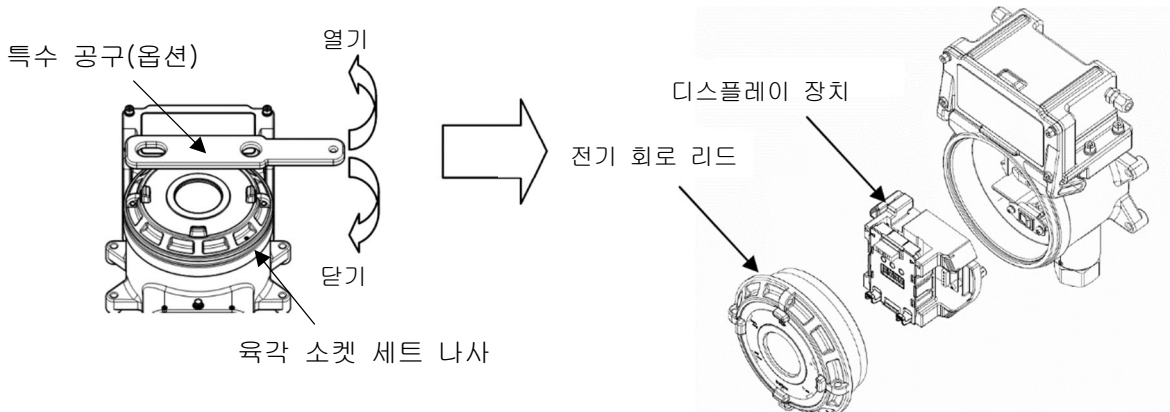 특수 공구(옵션)
열기
닫기
육각 소켓 세트 나사
디스플레이 장치
전기 회로 리드